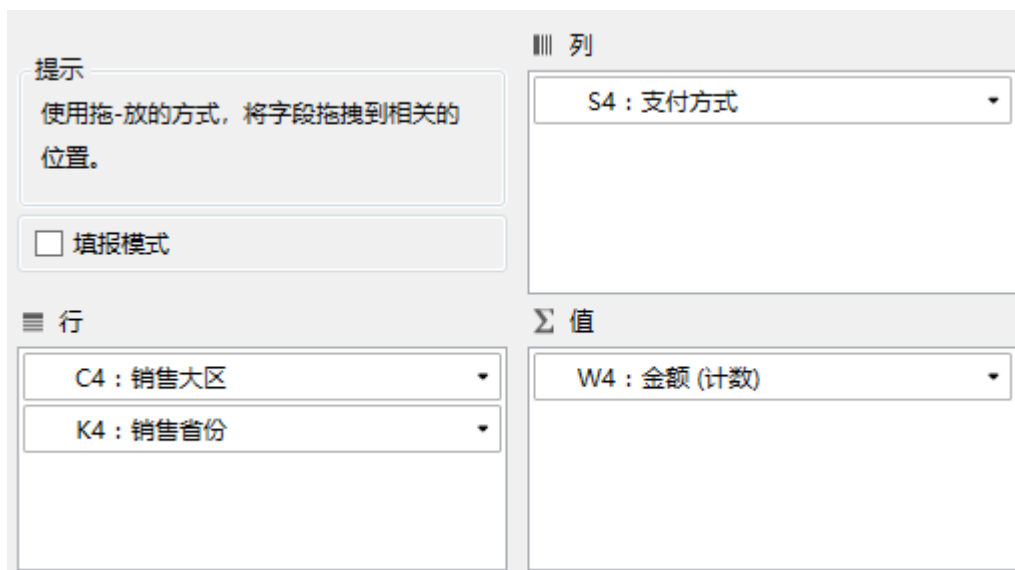 提示
使用拖-放的方式，将字段拖拽到相关的
位置。
填报模式
列
S4：支付方式
行
C4：销售大区
K4：销售省份
值
W4：金额 (计数)